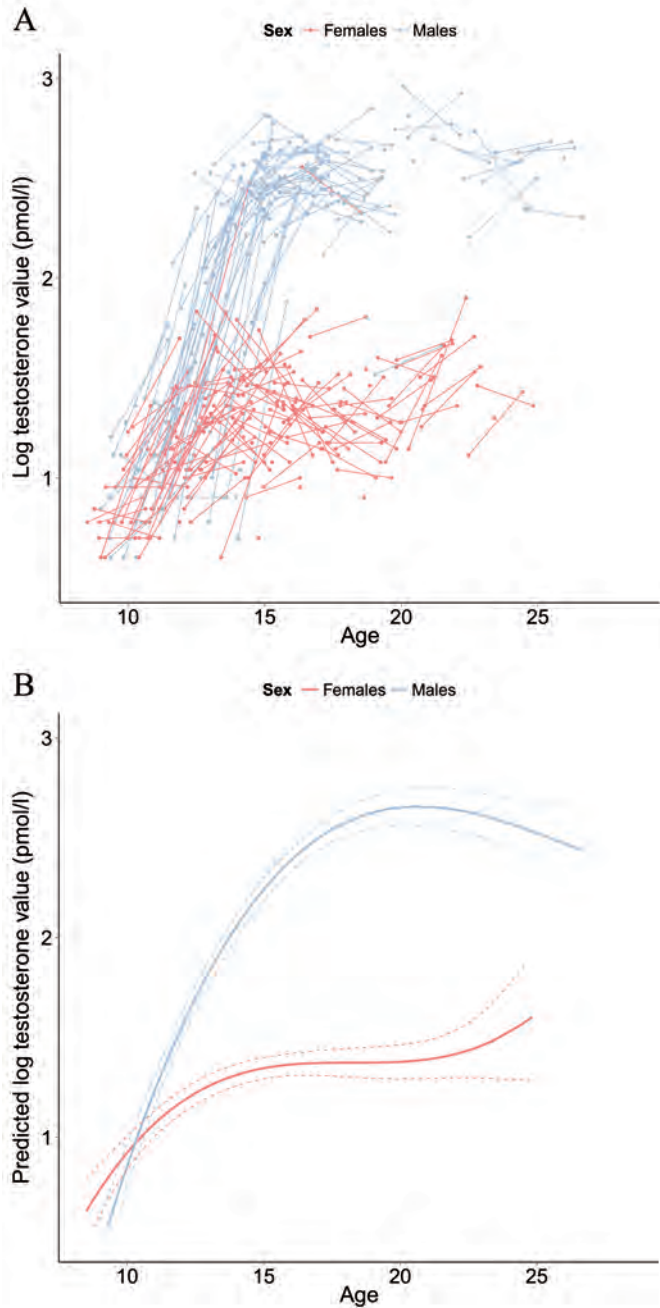 A
Sex Females Males
Log testosterone value (pmol/l)
3
2
1
10 15 20 25
Age
B
Sex Females Males
Predicted log testosterone value (pmol/l)
3
2
1
10 15 20 25
Age